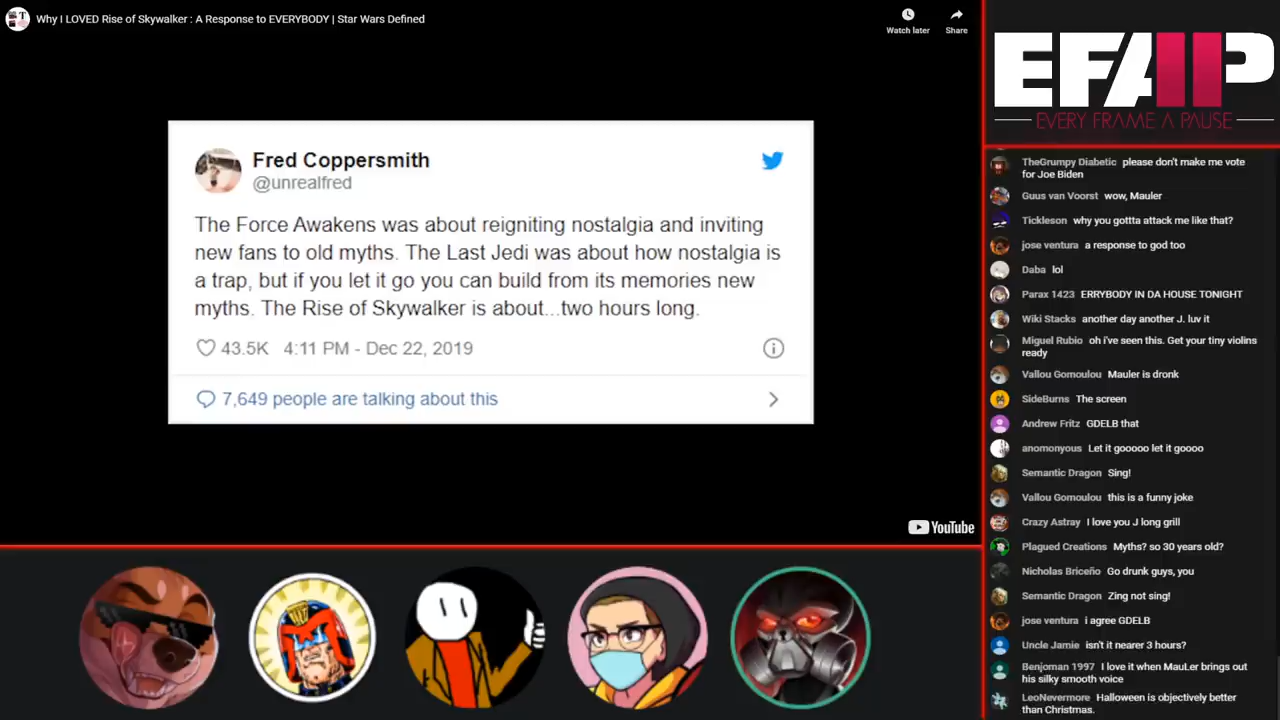 Why I LOVED Rise of Skywalker : A Response to EVERYBODY | Star Wars Defined
Watch later
Share
Fred Coppersmith
@unrealfred
The Force Awakens was about reigniting nostalgia and inviting
new fans to old myths. The Last Jedi was about how nostalgia is
a trap, but if you let it go you can build from its memories new
myths. The Rise of Skywalker is about...two hours long.
43.5K 4:11 PM - Dec 22, 2019
7,649 people are talking about this
YouTube
EFAP
EVERY FRAME A PAUSE
TheGrumpy Diabetic please don't make me vote
for Joe Biden
Guus van Voorst wow, Mauler
Tickleson why you gottta attack me like that?
jose ventura a response to god too
Daba lol
Parax 1423 ERRYBODY IN DA HOUSE TONIGHT
Wiki Stacks another day another J. luv it
Miguel Rubio oh i've seen this. Get your tiny violins
ready
Vallou Gomoulou Mauler is dronk
SideBurns The screen
Andrew Fritz GDELB that
anomonyous Let it gooooo let it goooo
Semantic Dragon Sing!
Vallou Gomoulou this is a funny joke
Crazy Astray I love you J long grill
Plagued Creations Myths? so 30 years old?
Nicholas Briceño Go drunk guys, you
Semantic Dragon Zing not sing!
jose ventura i agree GDELB
Uncle Jamie isn't it nearer 3 hours?
Benjoman 1997 I love it when MauLer brings out
his silky smooth voice
LeoNevermore Halloween is objectively better
than Christmas.